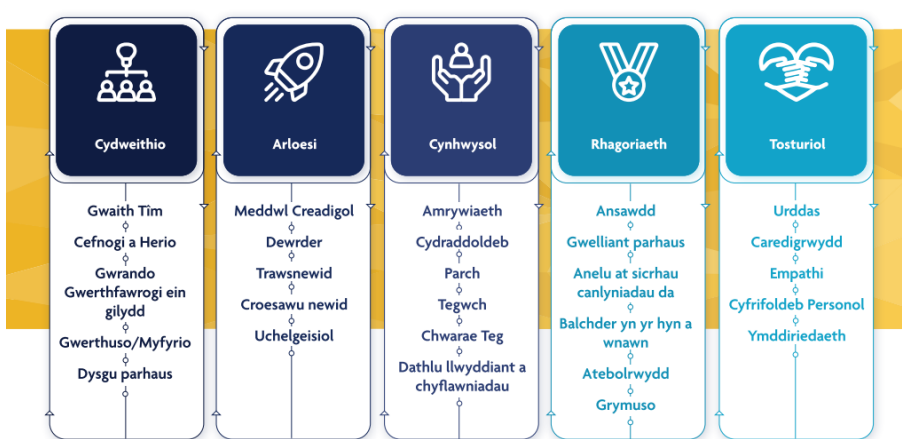 Cydweithio
Gwaith Tîm
Cefnogi a Herio
Gwrando
Gwerthfawrogi ein
gilydd
Gwerthuso/Myfyrio
Dysgu parhaus
Arloesi
Meddwl Creadigol
Dewrder
Trawsnewid
Croesawu newid
Uchelgeisiol
Cynhwysol
Amrywiaeth
Cydraddoldeb
Parch
Tegwch
Chwarae Teg
Dathlu llwyddiant a
chyflawniadau
Rhagoriaeth
Ansawdd
Gwelliant parhaus
Anelu at sicrhau
canlyniadau da
Balchder yn yr hyn a
wnawn
Atebolrwydd
Grymuso
Tosturiol
Urddas
Caredigrwydd
Empathi
Cyfrifoldeb Personol
Ymddiriedaeth